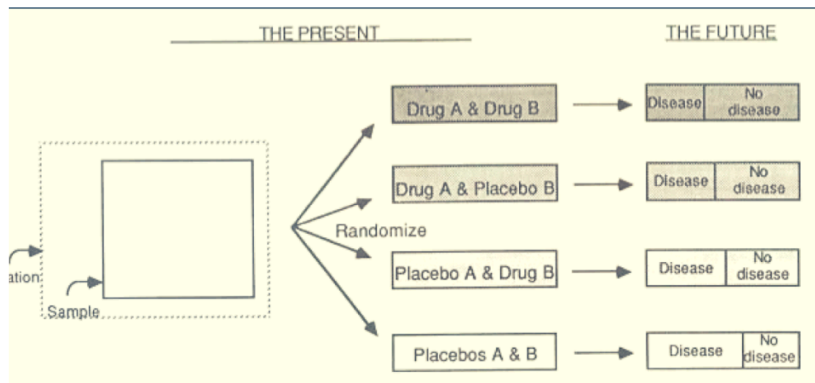 THE PRESENT
THE FUTURE
Drug A & Drug B
Disease
No
disease
Drug A & Placebo B
Disease
No
disease
Randomize
Placebo A & Drug B
Disease
No
disease
ation
Sample
Placebos A & B
Disease
No
disease